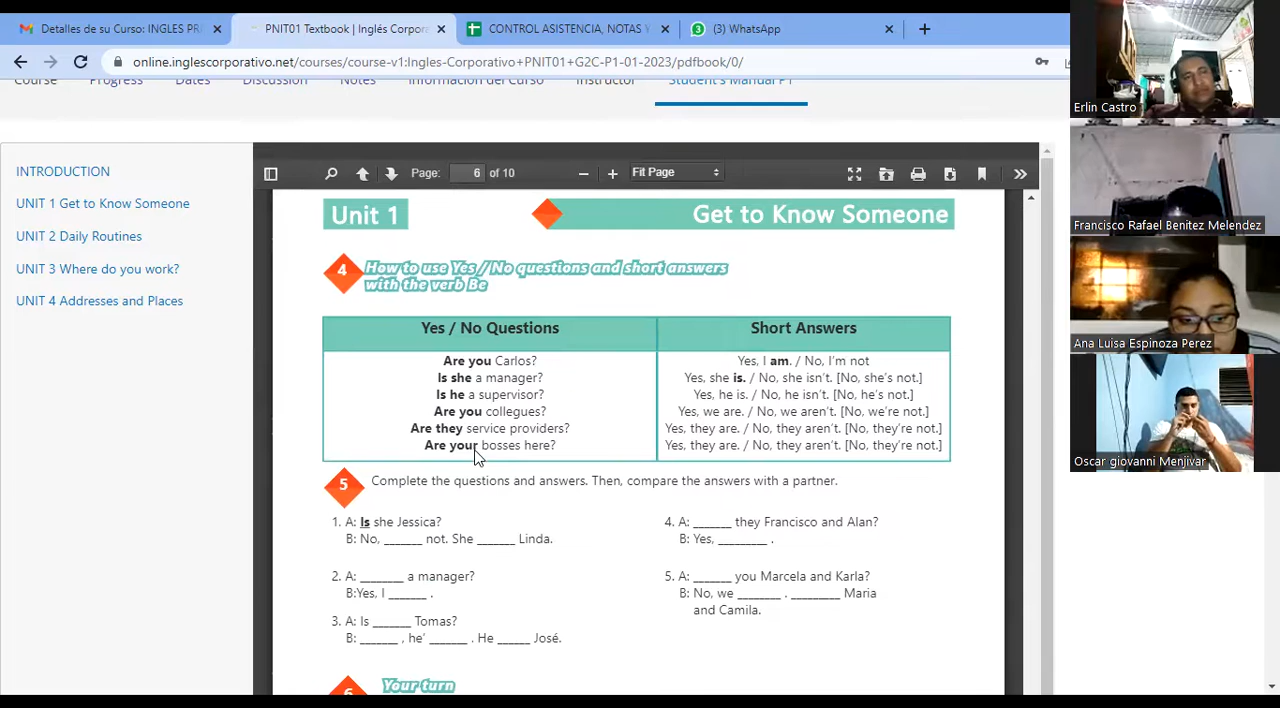 Detalles de su Curso: INGLES PR
PNIT01 Textbook | Inglés Corpor
CONTROL ASISTENCIA, NOTAS Y
(3) WhatsApp
online.inglescorporativo.net/courses/course-v1:Ingles-Corporativo+PNIT01+G2C-P1-01-2023/pdfbook/0/
Course Progress Dates Discussion Notas Información del Curso Instructor Student's Manual P1
INTRODUCTION
UNIT 1 Get to Know Someone
UNIT 2 Daily Routines
UNIT 3 Where do you work?
UNIT 4 Addresses and Places
Page: 6 of 10 Fit Page
Unit 1 Get to Know Someone
4 How to use Yes / No questions and short answers
with the verb Be
Yes / No Questions Short Answers
Are you Carlos? Yes, I am. / No, I'm not
Is she a manager? Yes, she is. / No, she isn't. [No, she's not.]
Is he a supervisor? Yes, he is. / No, he isn't. [No, he's not.]
Are you collegues? Yes, we are. / No, we aren't. [No, we're not.]
Are they service providers? Yes, they are. / No, they aren't. [No, they're not.]
Are your bosses here? Yes, they are. / No, they aren't. [No, they're not.]
5 Complete the questions and answers. Then, compare the answers with a partner.
1. A: Is she Jessica?
B: No, _______ not. She _______ Linda.
2. A: ________ a manager?
B:Yes, I _______ .
3. A: Is _______ Tomas?
B: _______ , he' _______ . He ______ José.
4. A: _______ they Francisco and Alan?
B: Yes, _________ .
5. A: _______ you Marcela and Karla?
B: No, we ________ . _________ Maria
and Camila.
6 Your turn
Erlin Castro
Francisco Rafael Benitez Melendez
Ana Luisa Espinoza Perez
Oscar giovanni Menjivar